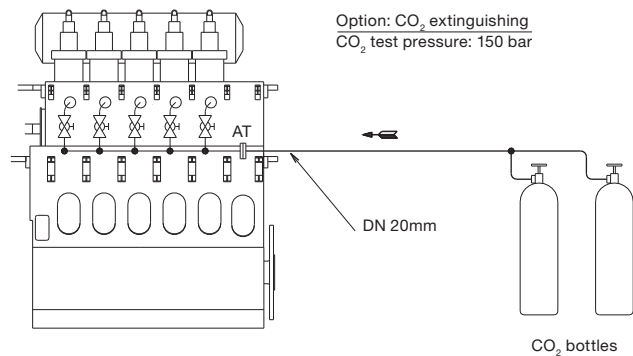 Option: CO₂ extinguishing
CO₂ test pressure: 150 bar
AT
DN 20mm
CO₂ bottles